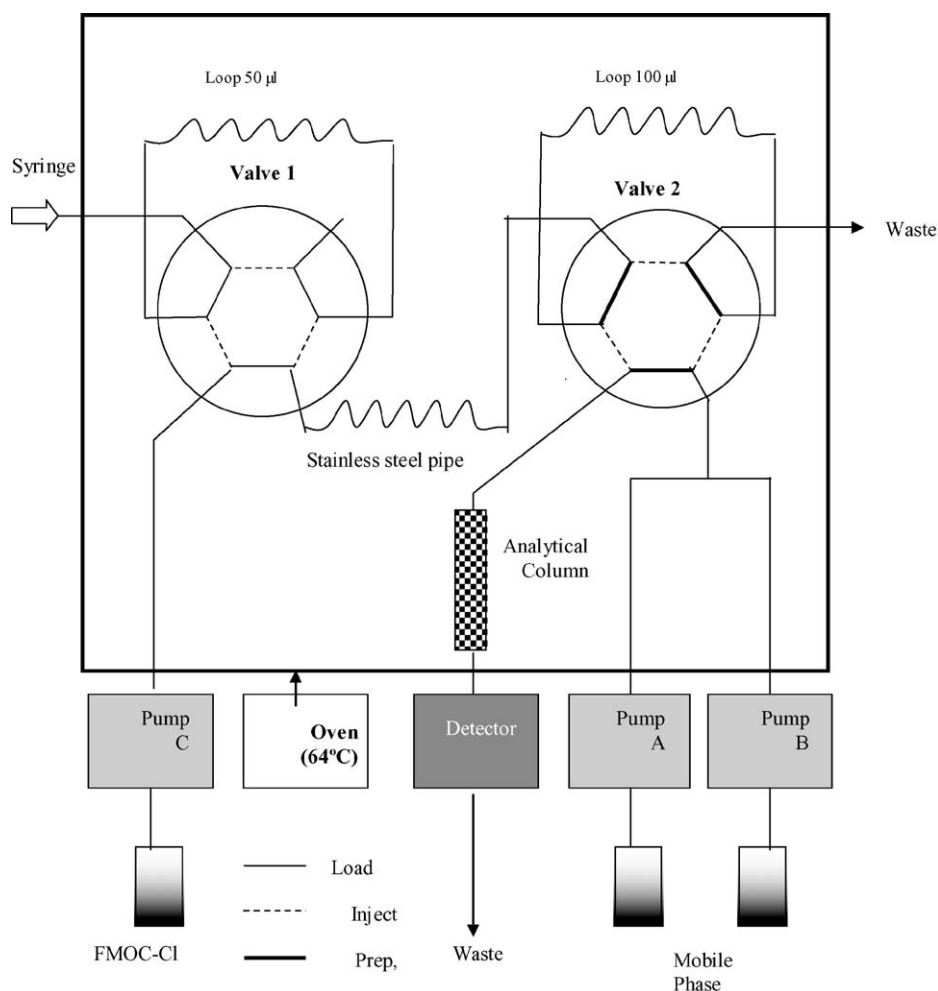 Loop 50 µl
Loop 100 µl
Syringe
Valve 1
Valve 2
Waste
Stainless steel pipe
Analytical
Column
Pump
C
Oven
(64ºC)
Detector
Pump
A
Pump
B
Load
Inject
Prep,
FMOC-Cl
Waste
Mobile
Phase